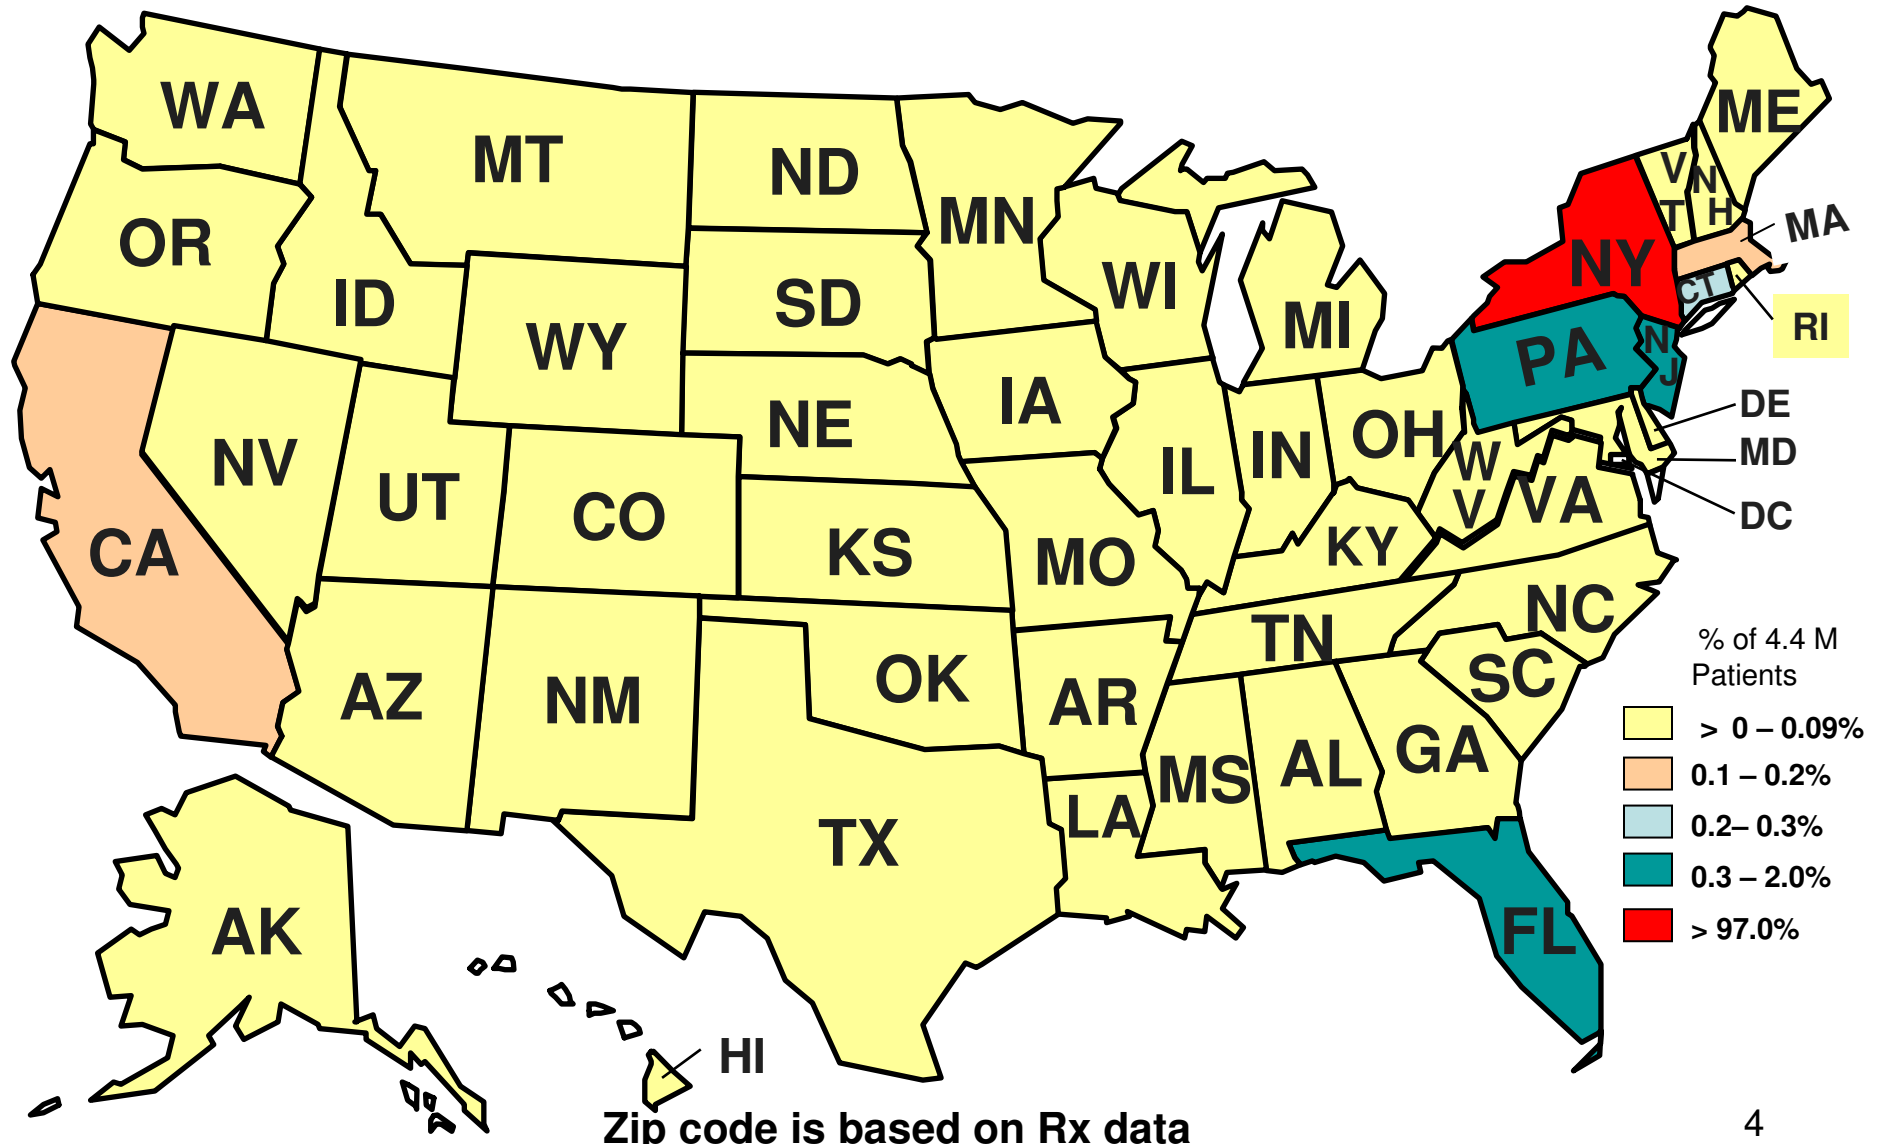 WA
MT
ND
MN
ME
V
T
N
H
MA
OR
ID
SD
WI
NY
CT
RI
WY
MI
PA
N
J
NE
IA
DE
NV
UT
CO
IL
IN
OH
W
V
MD
VA
DC
CA
KS
MO
KY
NC
TN
SC
AZ
NM
OK
AR
GA
MS
AL
LA
TX
FL
AK
HI
% of 4.4 M
Patients
> 0 – 0.09%
0.1 – 0.2%
0.2– 0.3%
0.3 – 2.0%
> 97.0%
Zip code is based on Rx data
4